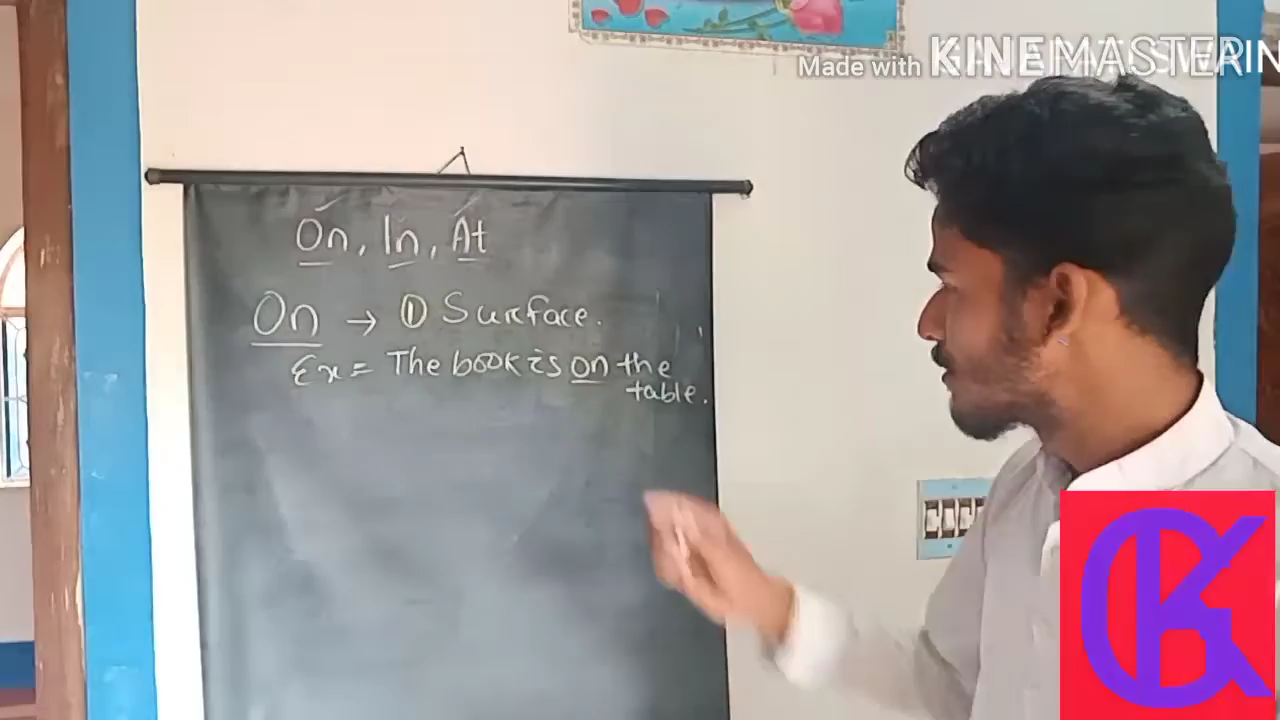 Made with KINEMASTER
On, In, At
On → ① Surface.
Ex = The book is on the
table.